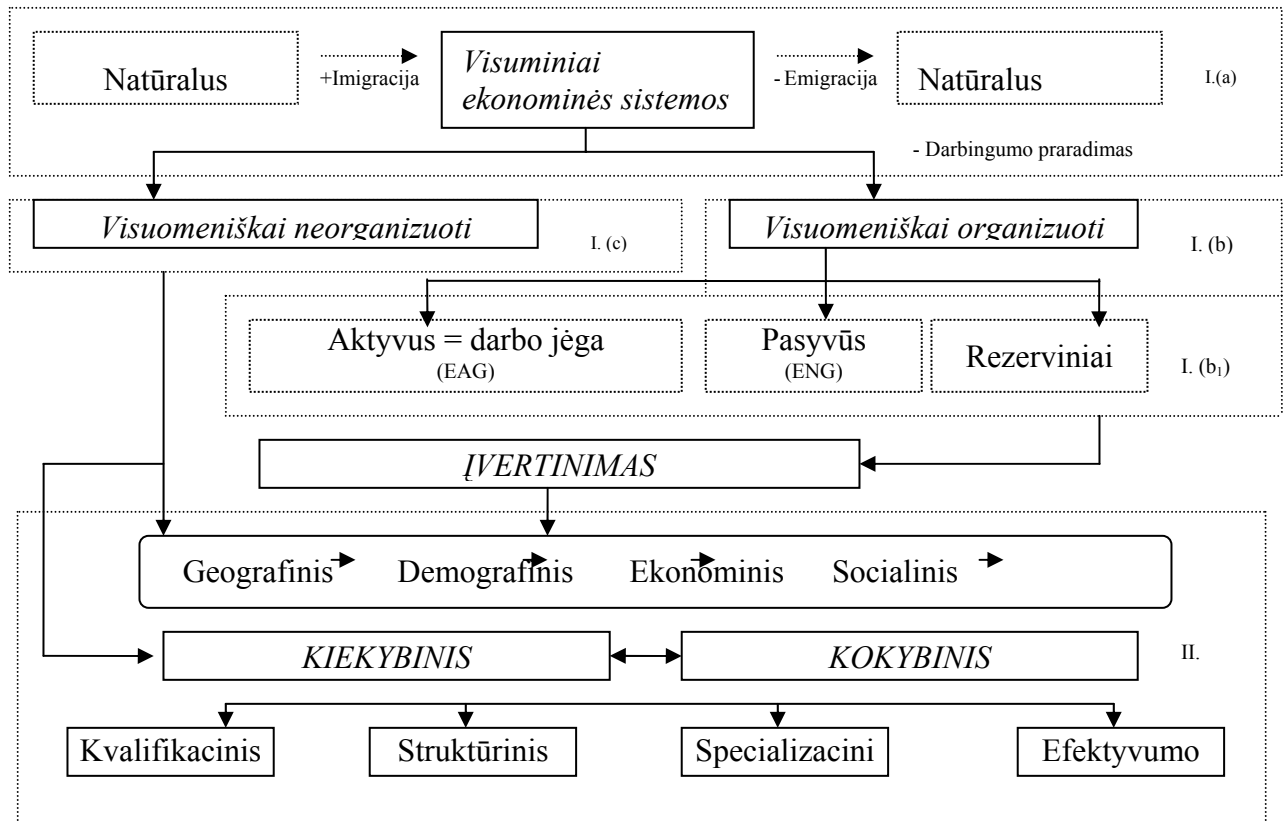 Natūralus
+Imigracija
Visuminiai
ekonominės sistemos
- Emigracija
Natūralus
I.(a)
- Darbingumo praradimas
Visuomeniškai neorganizuoti
I. (c)
Visuomeniškai organizuoti
I. (b)
Aktyvus = darbo jėga
(EAG)
Pasyvūs
(ENG)
Rezerviniai
I. (b₁)
ĮVERTINIMAS
Geografinis Demografinis Ekonominis Socialinis
KIEKYBINIS
KOKYBINIS
II.
Kvalifikacinis
Struktūrinis
Specializacini
Efektyvumo